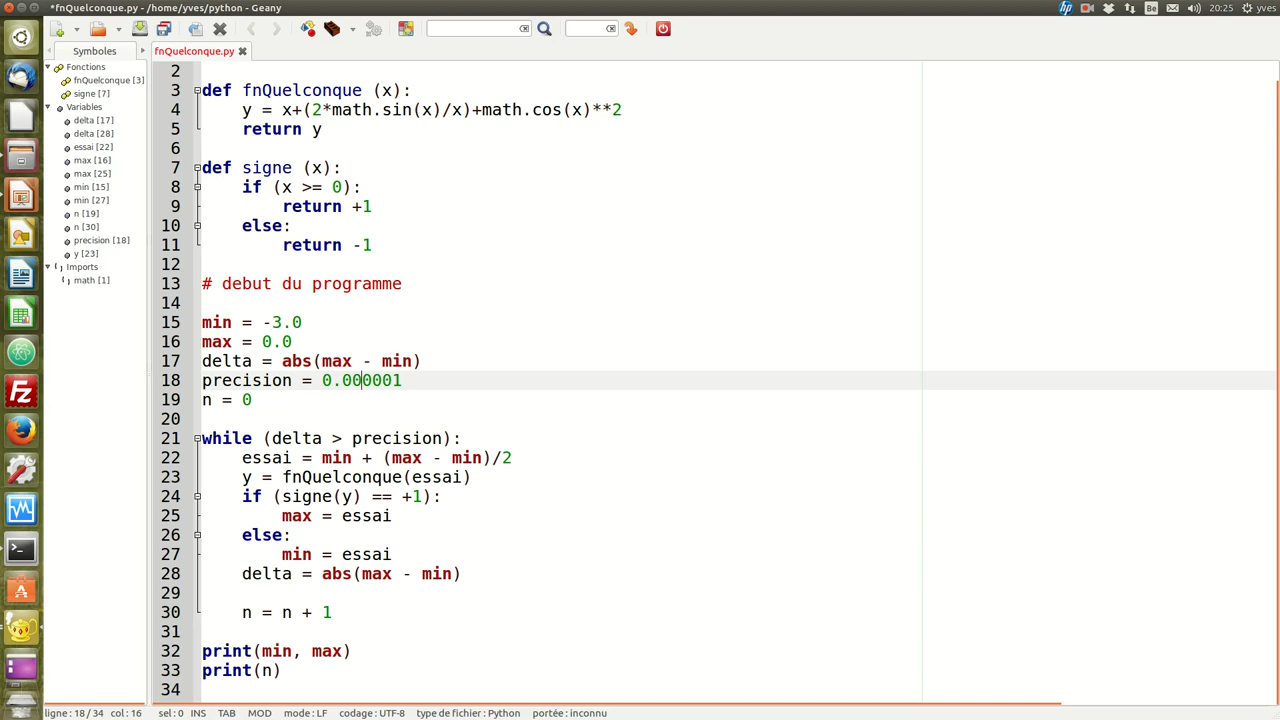 *fnQuelconque.py - /home/yves/python - Geany
Be
20:25
yves
Symboles
fnQuelconque.py
Fonctions
fnQuelconque [3]
signe [7]
Variables
delta [17]
delta [28]
essai [22]
max [16]
max [25]
min [15]
min [27]
n [19]
n [30]
precision [18]
y [23]
Imports
math [1]
2
3 def fnQuelconque (x):
4 y = x+(2*math.sin(x)/x)+math.cos(x)**2
5 return y
6
7 def signe (x):
8 if (x >= 0):
9 return +1
10 else:
11 return -1
12
13 # debut du programme
14
15 min = -3.0
16 max = 0.0
17 delta = abs(max - min)
18 precision = 0.000001
19 n = 0
20
21 while (delta > precision):
22 essai = min + (max - min)/2
23 y = fnQuelconque(essai)
24 if (signe(y) == +1):
25 max = essai
26 else:
27 min = essai
28 delta = abs(max - min)
29
30 n = n + 1
31
32 print(min, max)
33 print(n)
34
ligne : 18 / 34 col : 16 sel : 0 INS TAB MOD mode : LF codage : UTF-8 type de fichier : Python portée : inconnu